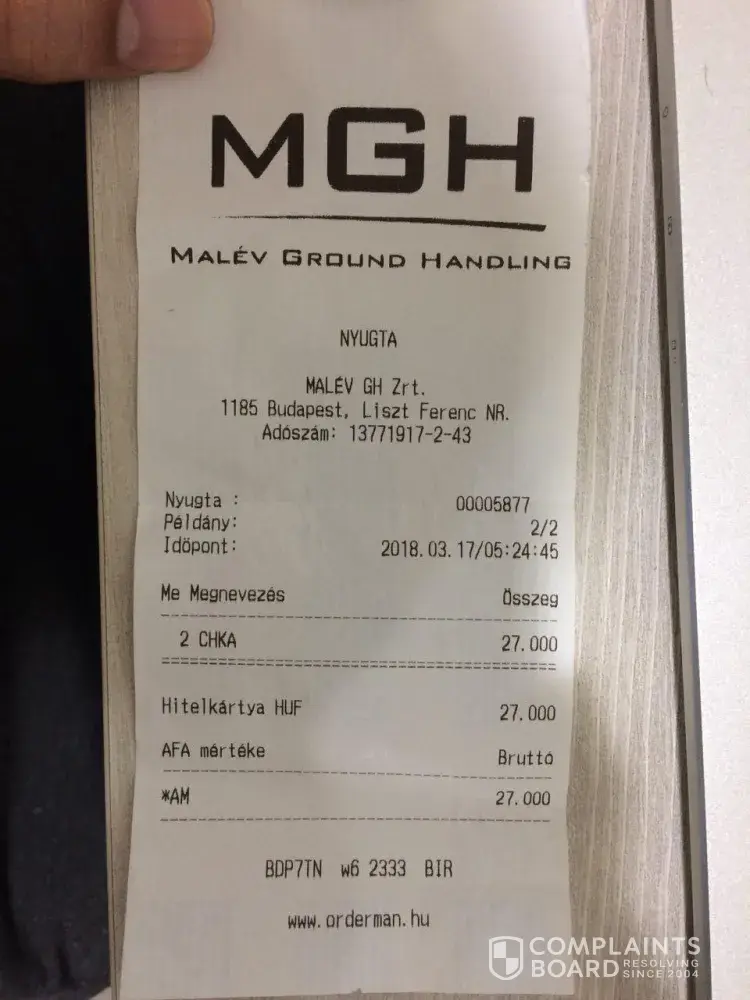 MGH
MALÉV GROUND HANDLING
NYUGTA
MALÉV GH Zrt.
1185 Budapest, Liszt Ferenc NR.
Adószám: 13771917-2-43
Nyugta : 00005877
Példány: 2/2
Idöpont: 2018.03.17/05:24:45
Me Megnevezés Összeg
2 CHKA 27.000
Hitelkártya HUF 27.000
AFA mértéke Bruttó
*AM 27.000
BDP7TN w6 2333 BIR
www.orderman.hu
COMPLAINTS
BOARD RESOLVING
SINCE 2004